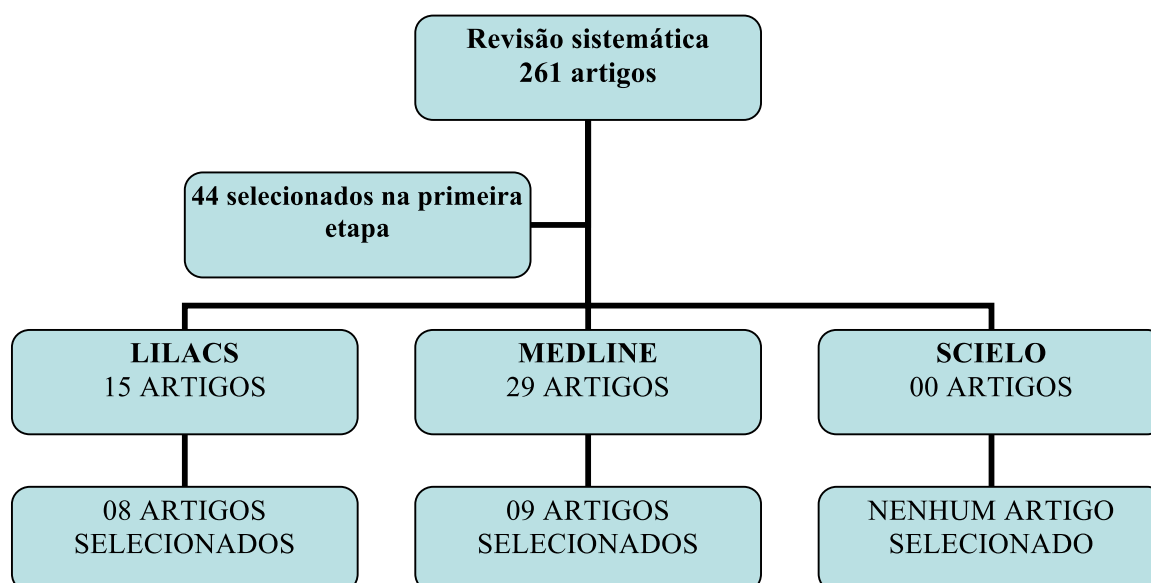 Revisão sistemática
261 artigos
44 selecionados na primeira
etapa
LILACS
15 ARTIGOS
MEDLINE
29 ARTIGOS
SCIELO
00 ARTIGOS
08 ARTIGOS
SELECIONADOS
09 ARTIGOS
SELECIONADOS
NENHUM ARTIGO
SELECIONADO